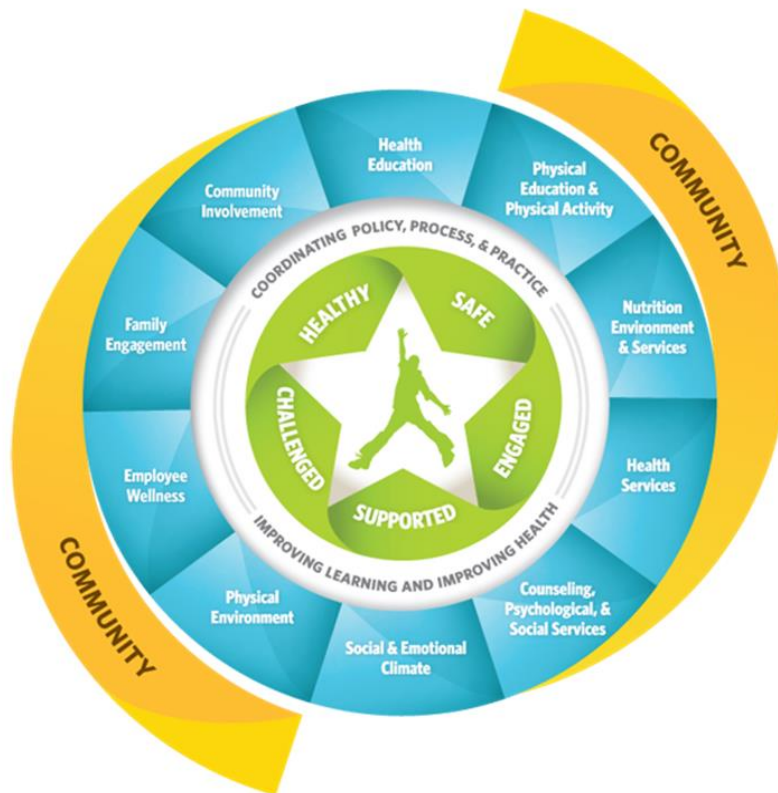 COMMUNITY
Health
Education
Physical
Education &
Physical Activity
Nutrition
Environment
& Services
Health
Services
Counseling,
Psychological, &
Social Services
Social & Emotional
Climate
Physical
Environment
Employee
Wellness
Family
Engagement
Community
Involvement
COORDINATING POLICY, PROCESS, & PRACTICE
IMPROVING LEARNING AND IMPROVING HEALTH
HEALTHY
SAFE
ENGAGED
SUPPORTED
CHALLENGED
COMMUNITY